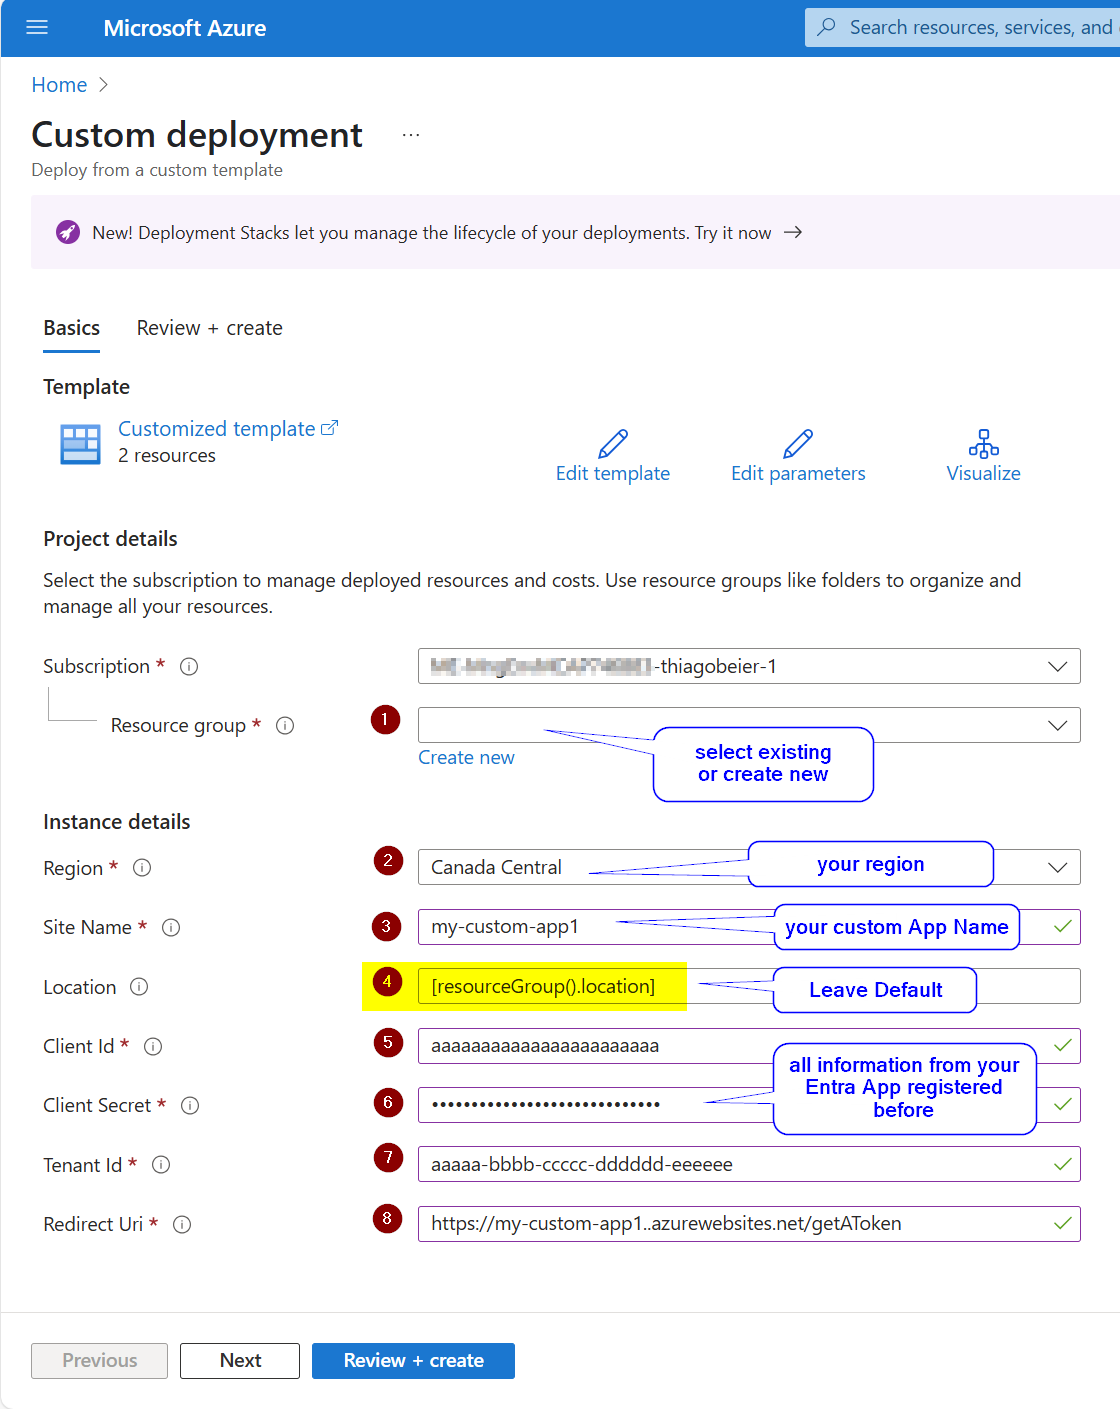 Microsoft Azure
Search resources, services, and
Home
Custom deployment
...
Deploy from a custom template
New! Deployment Stacks let you manage the lifecycle of your deployments. Try it now →
Basics
Review + create
Template
Customized template
2 resources
Edit template
Edit parameters
Visualize
Project details
Select the subscription to manage deployed resources and costs. Use resource groups like folders to organize and
manage all your resources.
Subscription *
-thiagobeier-1
Resource group *
1
Create new
select existing
or create new
Instance details
Region *
2
Canada Central
your region
Site Name *
3
my-custom-app1
your custom App Name
Location
4
[resourceGroup().location]
Leave Default
Client Id *
5
aaaaaaaaaaaaaaaaaaaaaaa
all information from your
Entra App registered
before
Client Secret *
6
•••••••••••••••••••••••••••••
Tenant Id *
7
aaaaa-bbbb-ccccc-dddddd-eeeeee
Redirect Uri *
8
https://my-custom-app1..azurewebsites.net/getAToken
Previous
Next
Review + create